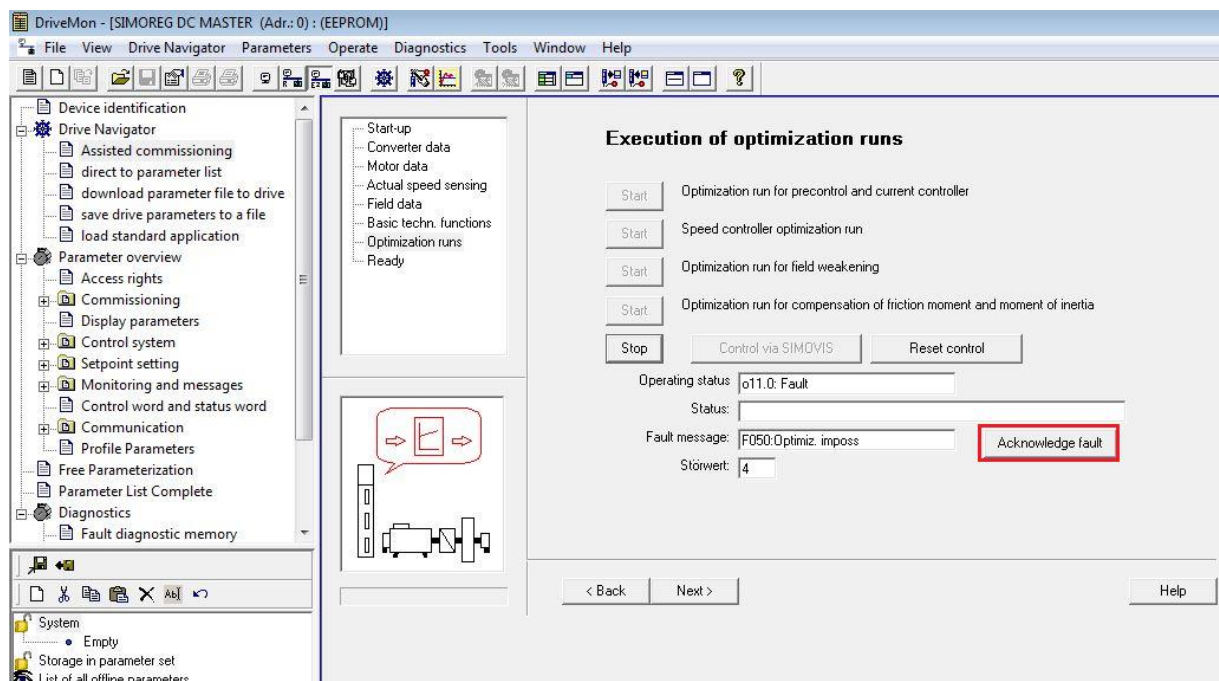 DriveMon - [SIMOREG DC MASTER (Adr.: 0) : (EEPROM)]
File View Drive Navigator Parameters Operate Diagnostics Tools Window Help
Device identification
Drive Navigator
Assisted commissioning
direct to parameter list
download parameter file to drive
save drive parameters to a file
load standard application
Parameter overview
Access rights
Commissioning
Display parameters
Control system
Setpoint setting
Monitoring and messages
Control word and status word
Communication
Profile Parameters
Free Parameterization
Parameter List Complete
Diagnostics
Fault diagnostic memory
System
Empty
Storage in parameter set
List of all offline parameters
Start-up
Converter data
Motor data
Actual speed sensing
Field data
Basic techn. functions
Optimization runs
Ready
Execution of optimization runs
Start Optimization run for precontrol and current controller
Start Speed controller optimization run
Start Optimization run for field weakening
Start Optimization run for compensation of friction moment and moment of inertia
Stop Control via SIMOVIS Reset control
Operating status o11.0: Fault
Status:
Fault message: F050:Optimiz. imposs Acknowledge fault
Störwert: 4
< Back Next > Help